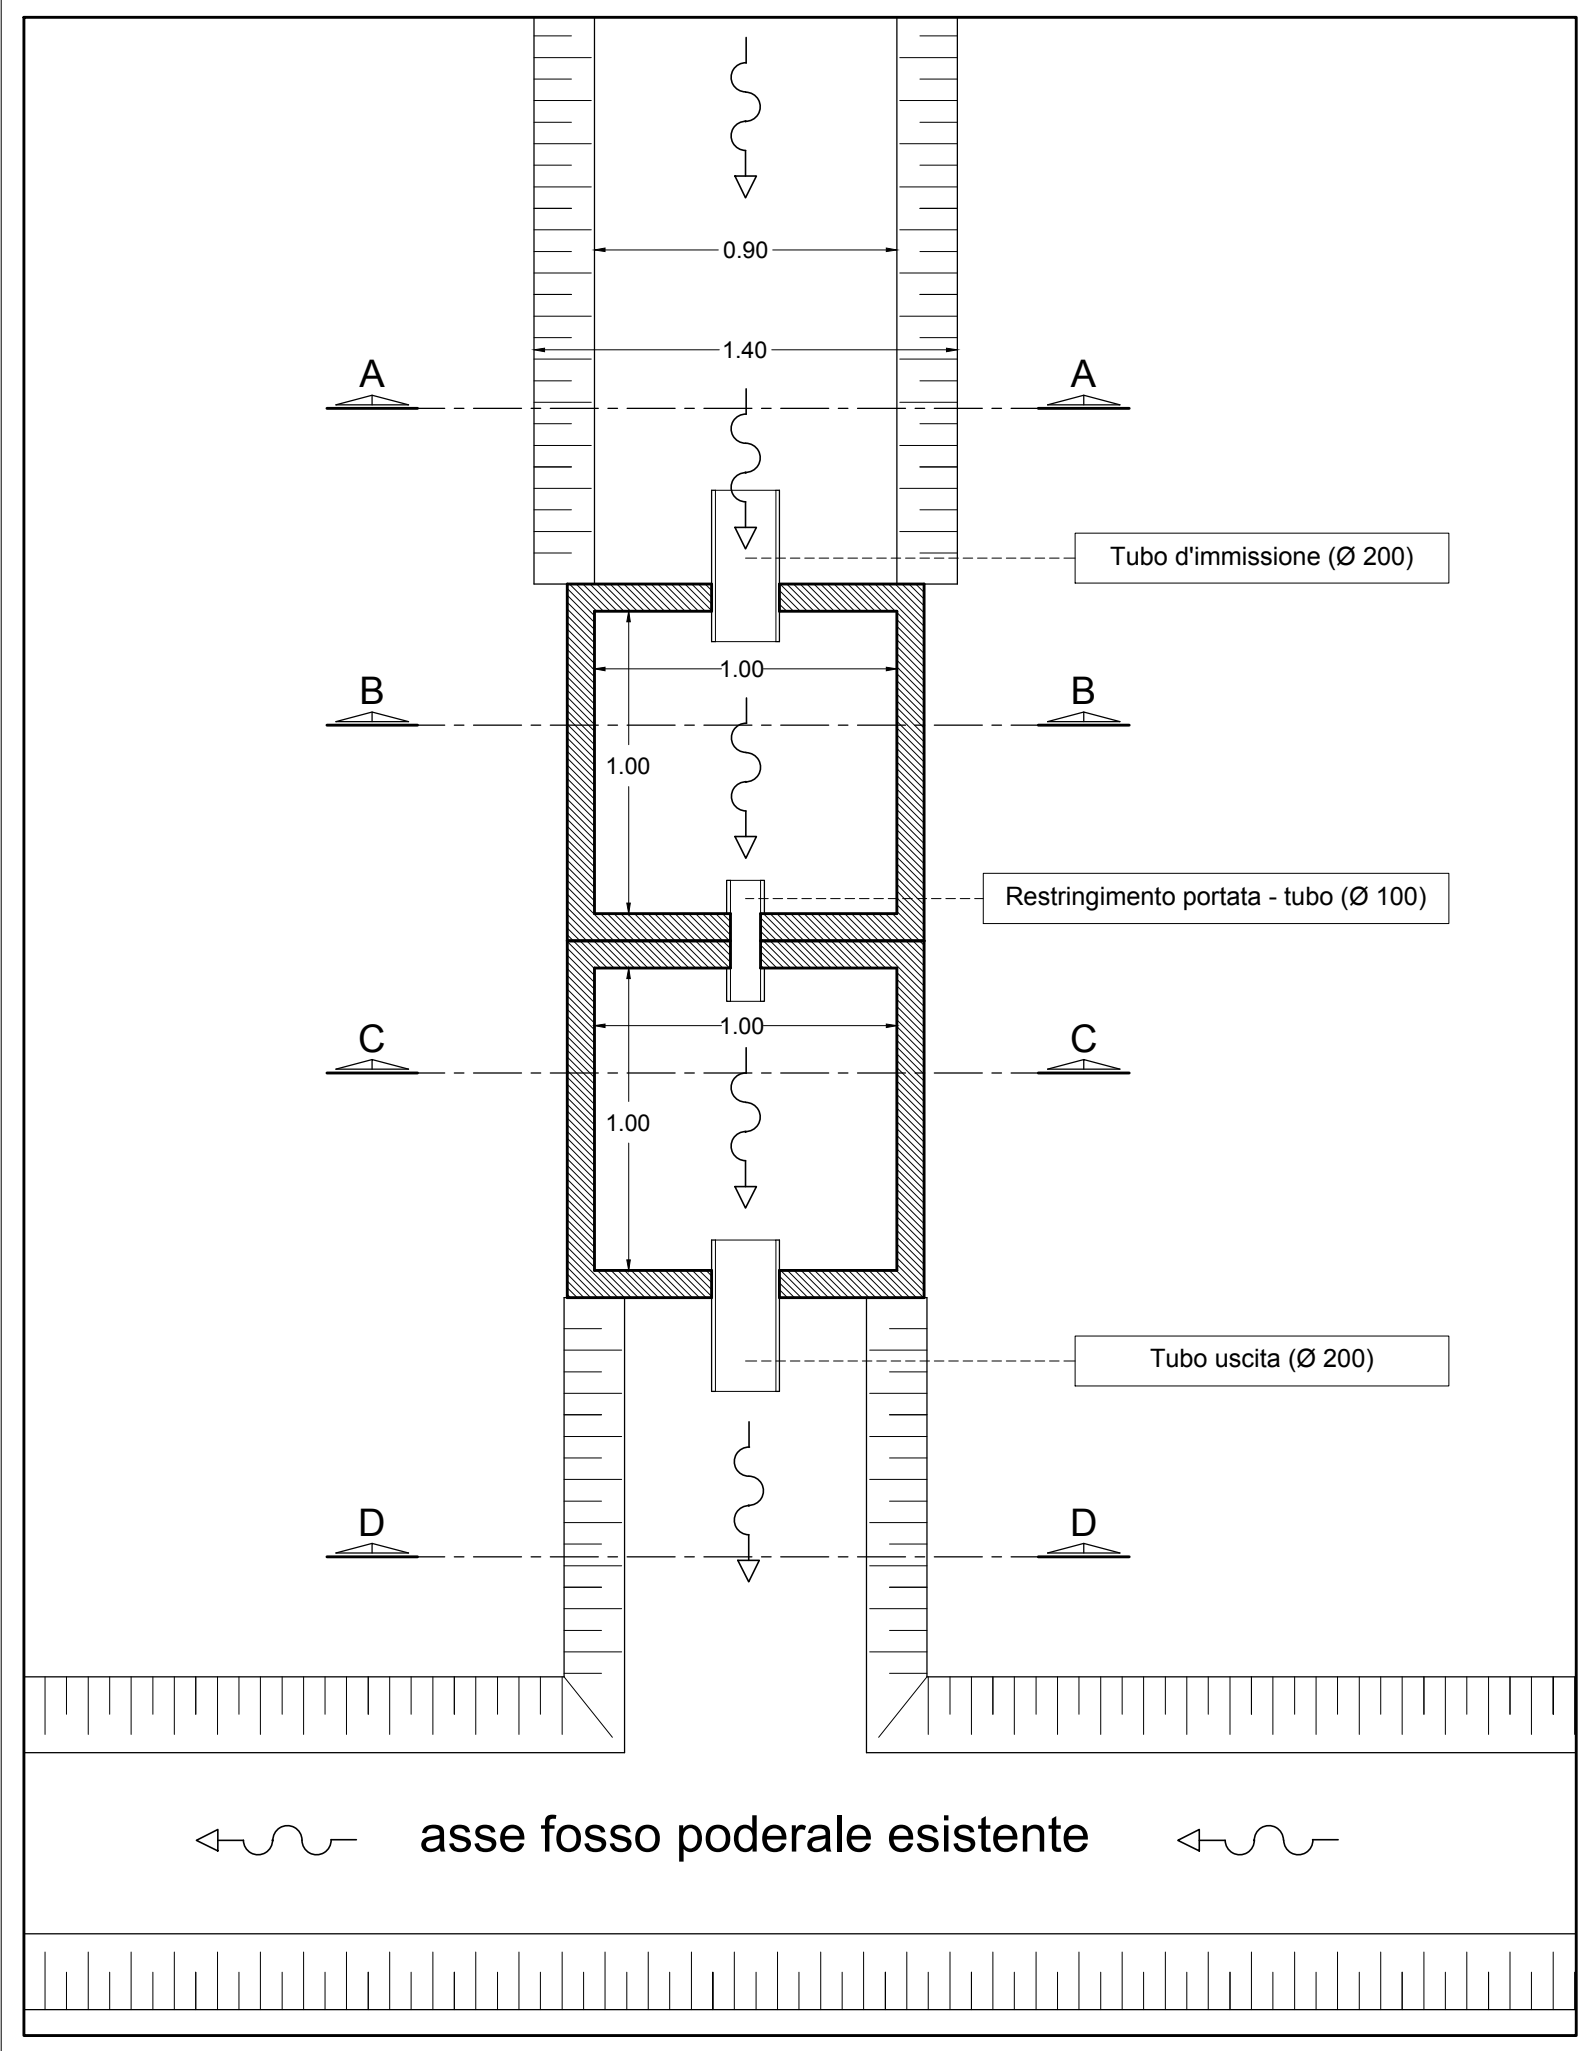 0.90
1.40
A A
Tubo d'immissione (Ø 200)
1.00
B B
1.00
Restringimento portata - tubo (Ø 100)
1.00
C C
1.00
Tubo uscita (Ø 200)
D D
asse fosso poderale esistente